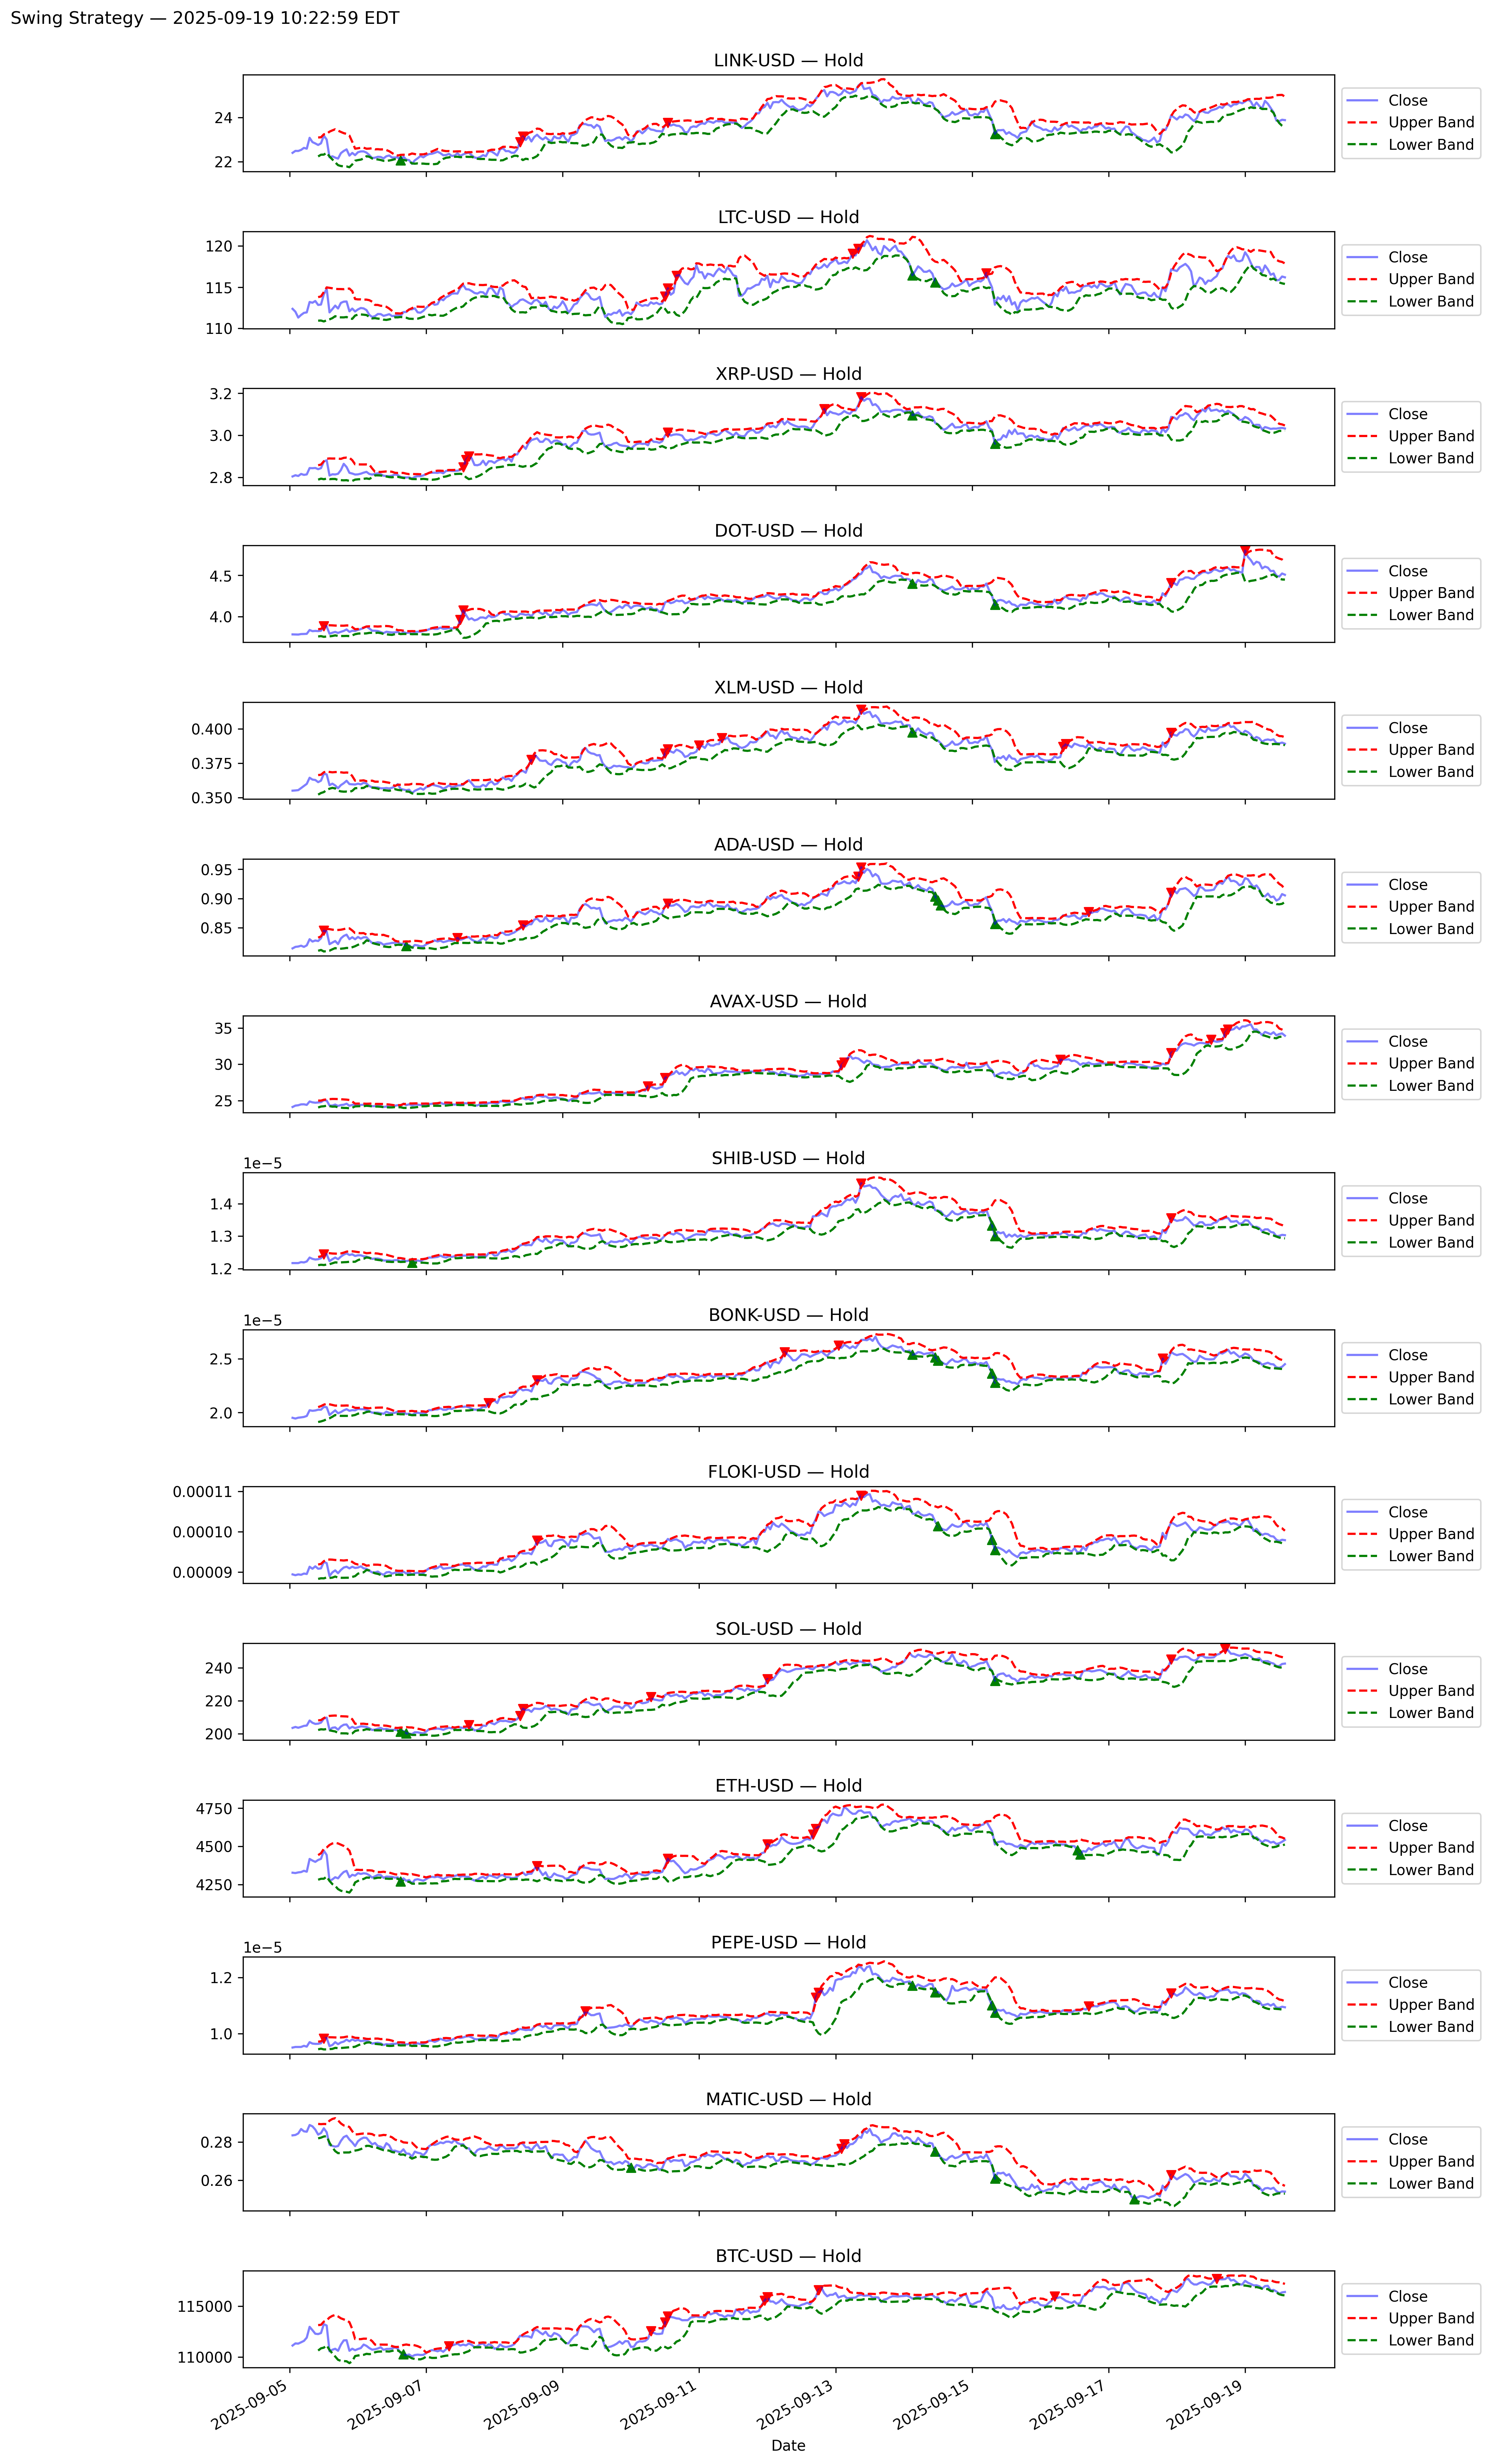 Swing Strategy — 2025-09-19 10:22:59 EDT
LINK-USD — Hold
24
22
Close
Upper Band
Lower Band
LTC-USD — Hold
120
115
110
Close
Upper Band
Lower Band
XRP-USD — Hold
3.2
3.0
2.8
Close
Upper Band
Lower Band
DOT-USD — Hold
4.5
4.0
Close
Upper Band
Lower Band
XLM-USD — Hold
0.400
0.375
0.350
Close
Upper Band
Lower Band
ADA-USD — Hold
0.95
0.90
0.85
Close
Upper Band
Lower Band
AVAX-USD — Hold
35
30
25
Close
Upper Band
Lower Band
SHIB-USD — Hold
1e−5
1.4
1.3
1.2
Close
Upper Band
Lower Band
BONK-USD — Hold
1e−5
2.5
2.0
Close
Upper Band
Lower Band
FLOKI-USD — Hold
0.00011
0.00010
0.00009
Close
Upper Band
Lower Band
SOL-USD — Hold
240
220
200
Close
Upper Band
Lower Band
ETH-USD — Hold
4750
4500
4250
Close
Upper Band
Lower Band
PEPE-USD — Hold
1e−5
1.2
1.0
Close
Upper Band
Lower Band
MATIC-USD — Hold
0.28
0.26
Close
Upper Band
Lower Band
BTC-USD — Hold
115000
110000
Close
Upper Band
Lower Band
2025-09-05
2025-09-07
2025-09-09
2025-09-11
2025-09-13
2025-09-15
2025-09-17
2025-09-19
Date